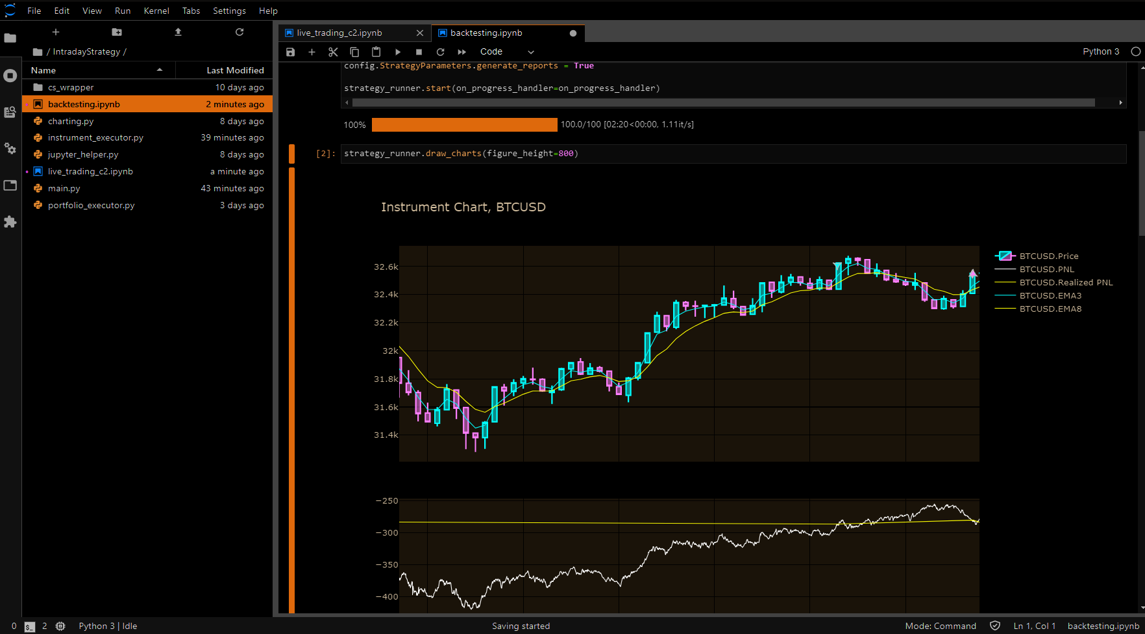 File Edit View Run Kernel Tabs Settings Help
/ IntradayStrategy /
Name Last Modified
cs_wrapper 10 days ago
backtesting.ipynb 2 minutes ago
charting.py 8 days ago
instrument_executor.py 39 minutes ago
jupyter_helper.py 8 days ago
live_trading_c2.ipynb a minute ago
main.py 43 minutes ago
portfolio_executor.py 3 days ago
live_trading_c2.ipynb
backtesting.ipynb
Code
Python 3
config.StrategyParameters.generate_reports = True
strategy_runner.start(on_progress_handler=on_progress_handler)
100% 100.0/100 [02:20<00:00, 1.11it/s]
[2]: strategy_runner.draw_charts(figure_height=800)
Instrument Chart, BTCUSD
32.6k
32.4k
32.2k
32k
31.8k
31.6k
31.4k
BTCUSD.Price
BTCUSD.PNL
BTCUSD.Realized PNL
BTCUSD.EMA3
BTCUSD.EMA8
−250
−300
−350
−400
0 2 Python 3 | Idle Saving started Mode: Command Ln 1, Col 1 backtesting.ipynb